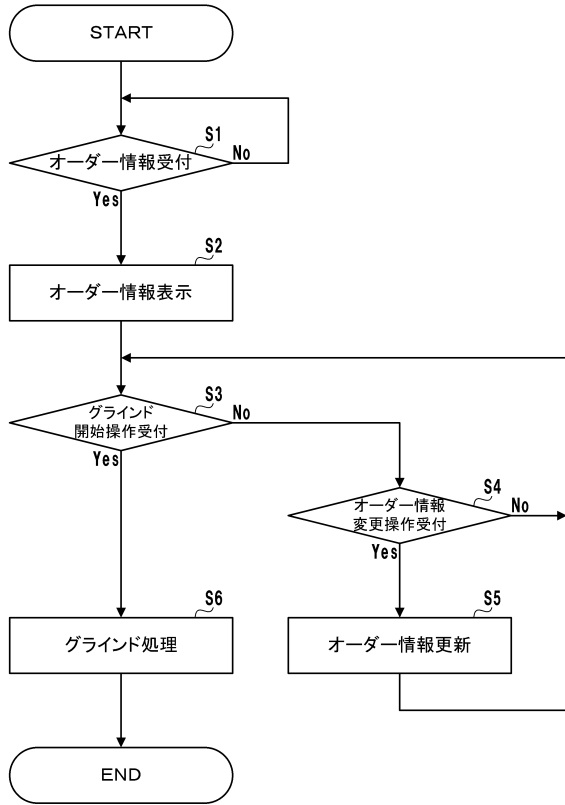 START
S1
オーダー情報受付
No
Yes
S2
オーダー情報表示
S3
グラインド
開始操作受付
No
Yes
S4
オーダー情報
変更操作受付
No
Yes
S6
グラインド処理
S5
オーダー情報更新
END